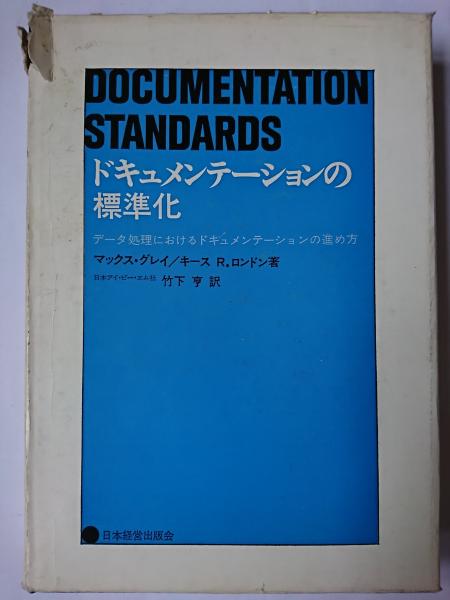 DOCUMENTATION
STANDARDS
ドキュメンテーションの
標準化
データ処理におけるドキュメンテーションの進め方
マックス・グレイ/キース R.ロンドン著
日本アイ・ビー・エム社 竹下 亨 訳
日本経営出版会